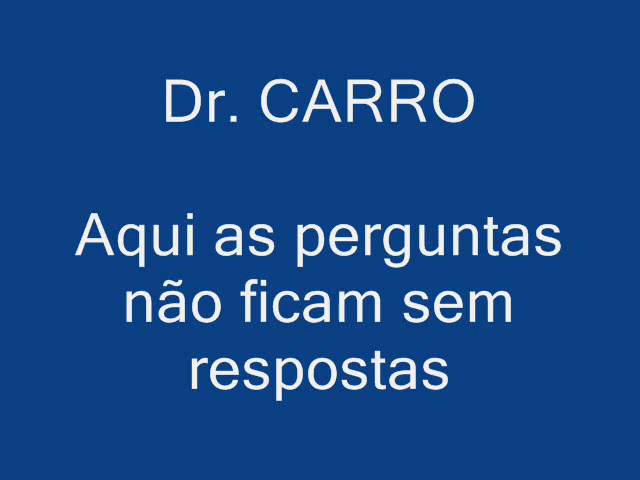 Dr. CARRO
Aqui as perguntas
não ficam sem
respostas